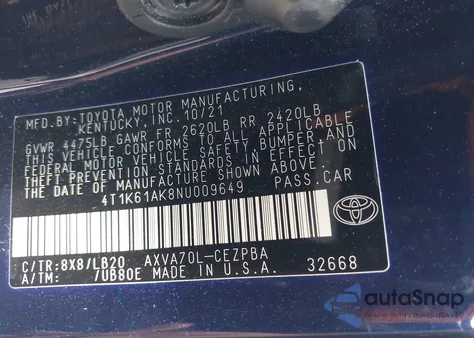 MFD.BY:TOYOTA MOTOR MANUFACTURING,
KENTUCKY, INC. 10/21
GVWR 4475LB GAWR FR 2620LB RR 2420LB
THIS VEHICLE CONFORMS TO ALL APPLICABLE
FEDERAL MOTOR VEHICLE SAFETY, BUMPER, AND
THEFT PREVENTION STANDARDS IN EFFECT ON
THE DATE OF MANUFACTURE SHOWN ABOVE.
4T1K61AK8NU009649 PASS.CAR
C/TR:8X8/LB20 AXVA70L-CEZPBA
A/TM: /UB80E MADE IN U.S.A. 32668
autoSnap